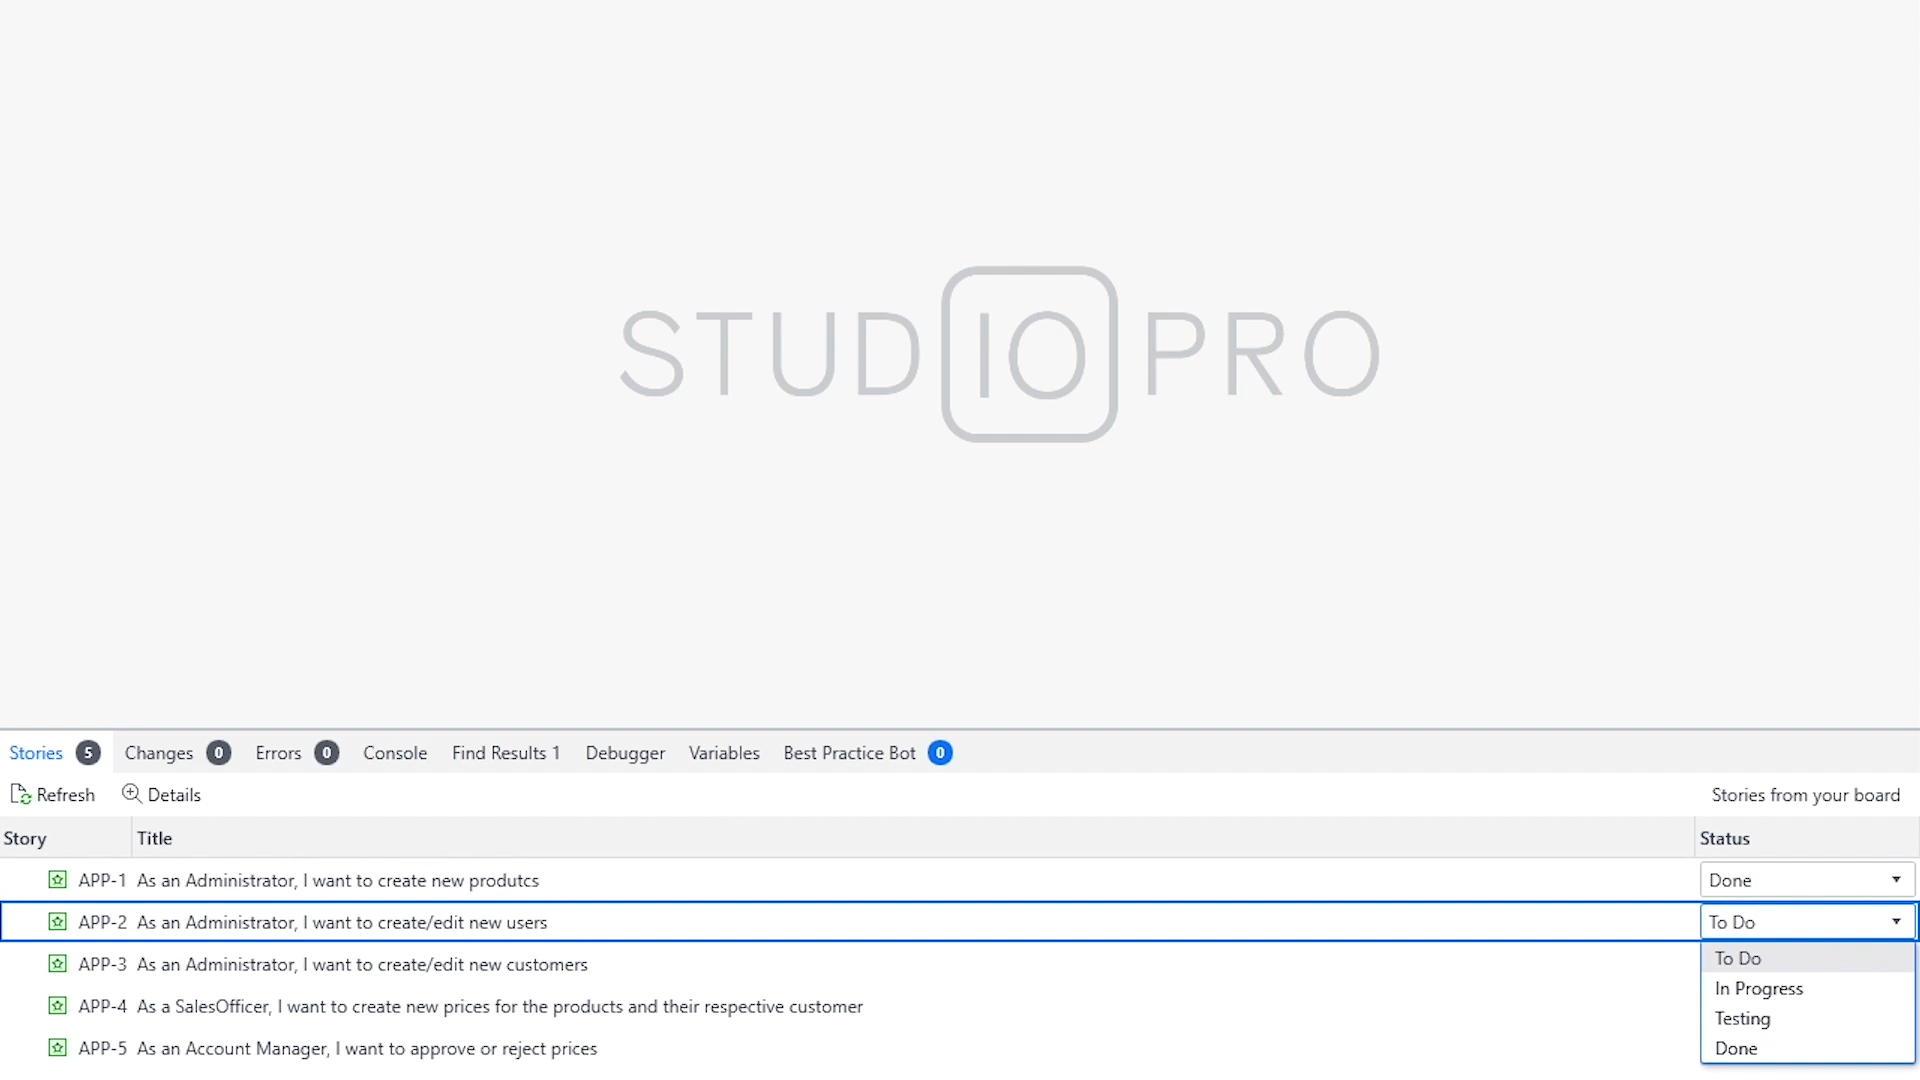 STUDIO PRO
Stories 5 Changes 0 Errors 0 Console Find Results 1 Debugger Variables Best Practice Bot 0
Refresh Details Stories from your board
Story Title Status
APP-1 As an Administrator, I want to create new produtcs Done
APP-2 As an Administrator, I want to create/edit new users To Do
APP-3 As an Administrator, I want to create/edit new customers
APP-4 As a SalesOfficer, I want to create new prices for the products and their respective customer
APP-5 As an Account Manager, I want to approve or reject prices
To Do
In Progress
Testing
Done